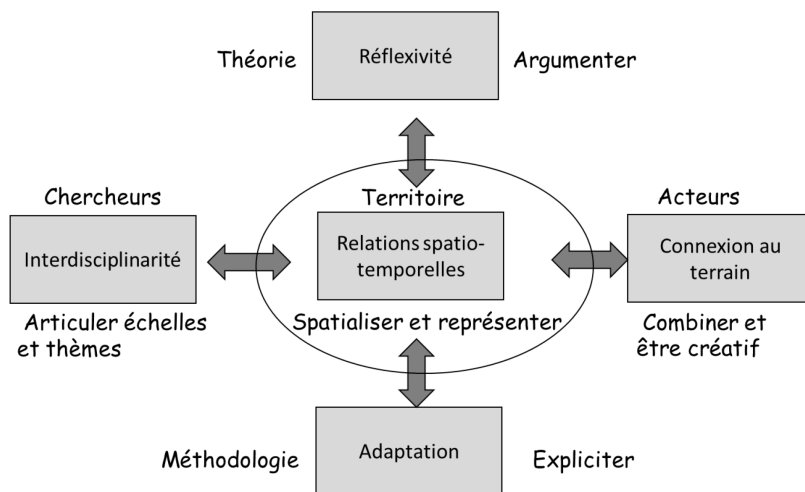 Théorie
Réflexivité
Argumenter
Chercheurs
Territoire
Acteurs
Interdisciplinarité
Relations spatio-
temporelles
Connexion au
terrain
Articuler échelles
et thèmes
Spatialiser et représenter
Combiner et
être créatif
Méthodologie
Adaptation
Expliciter